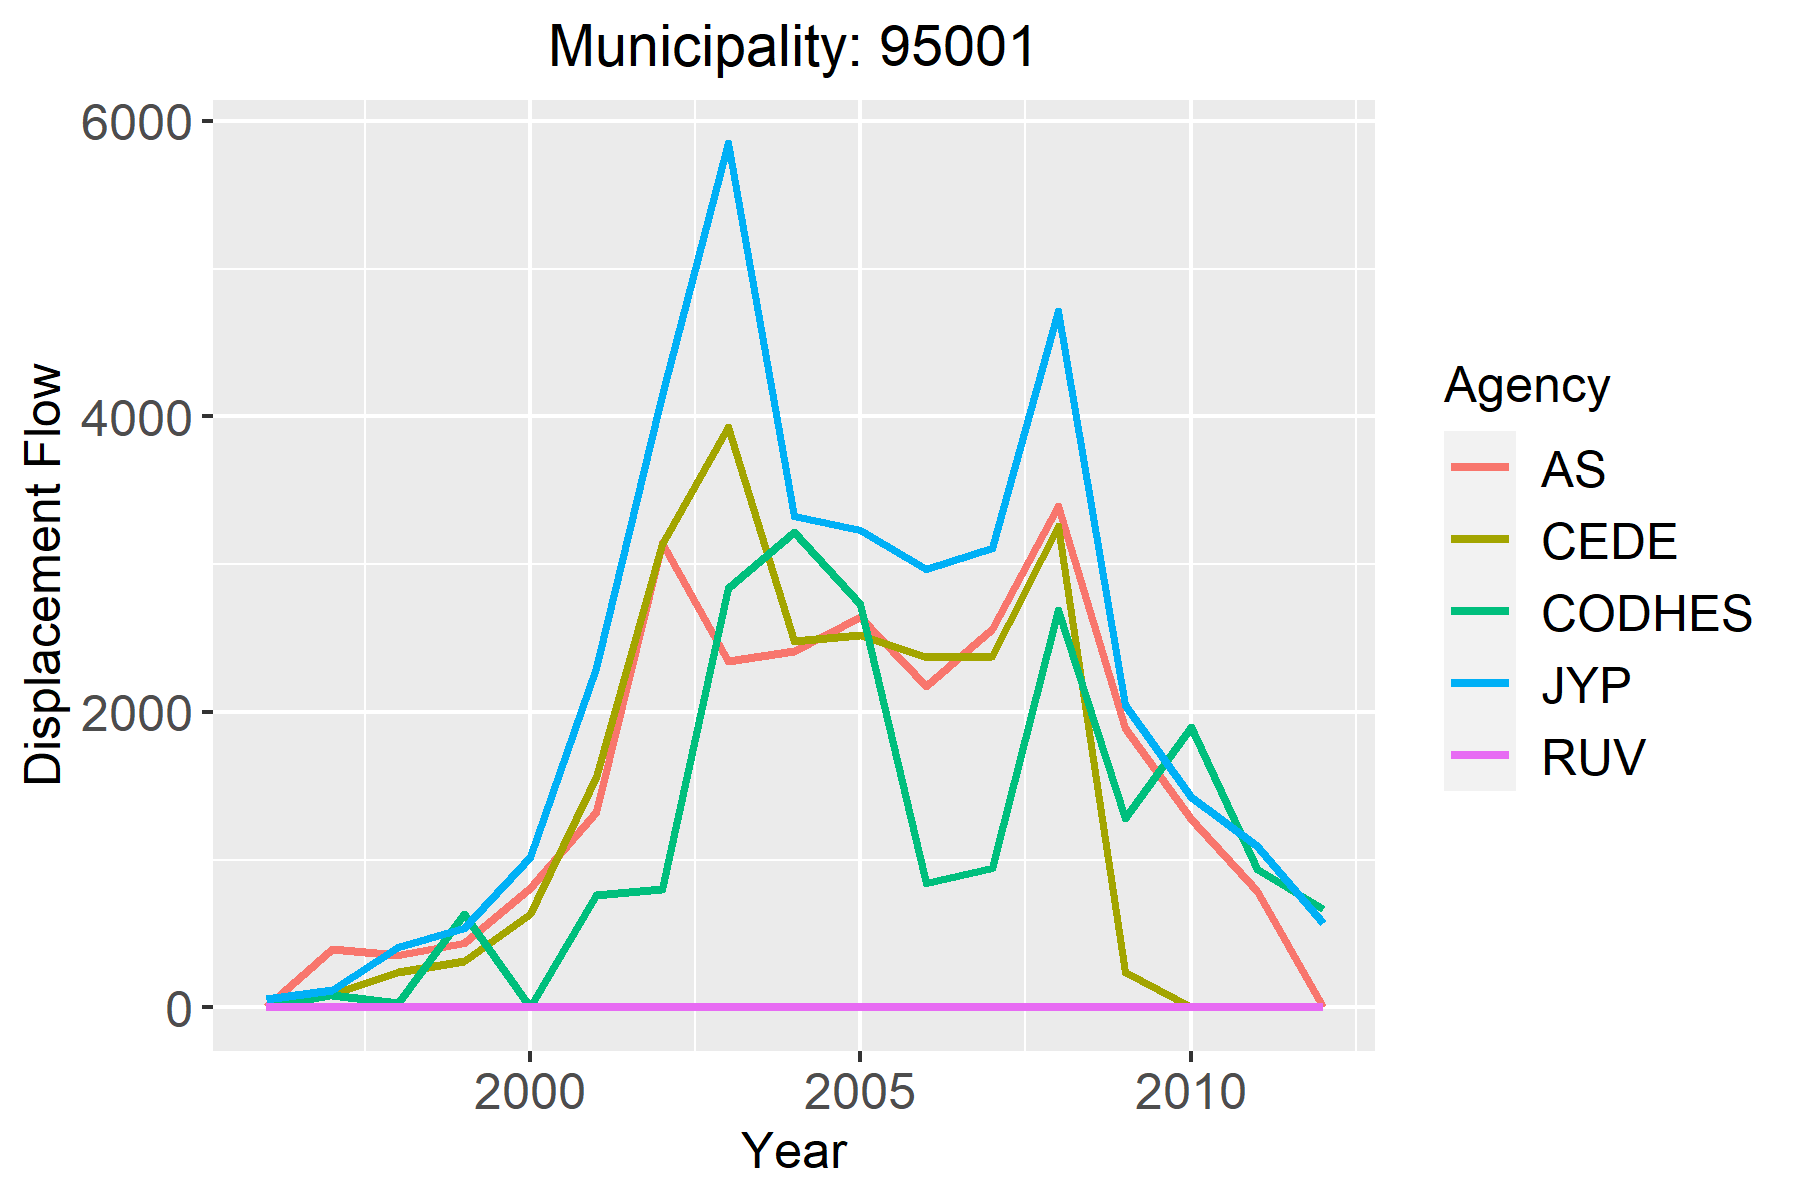 Municipality: 95001
6000
4000
2000
0
Displacement Flow
2000 2005 2010
Year
Agency
AS
CEDE
CODHES
JYP
RUV